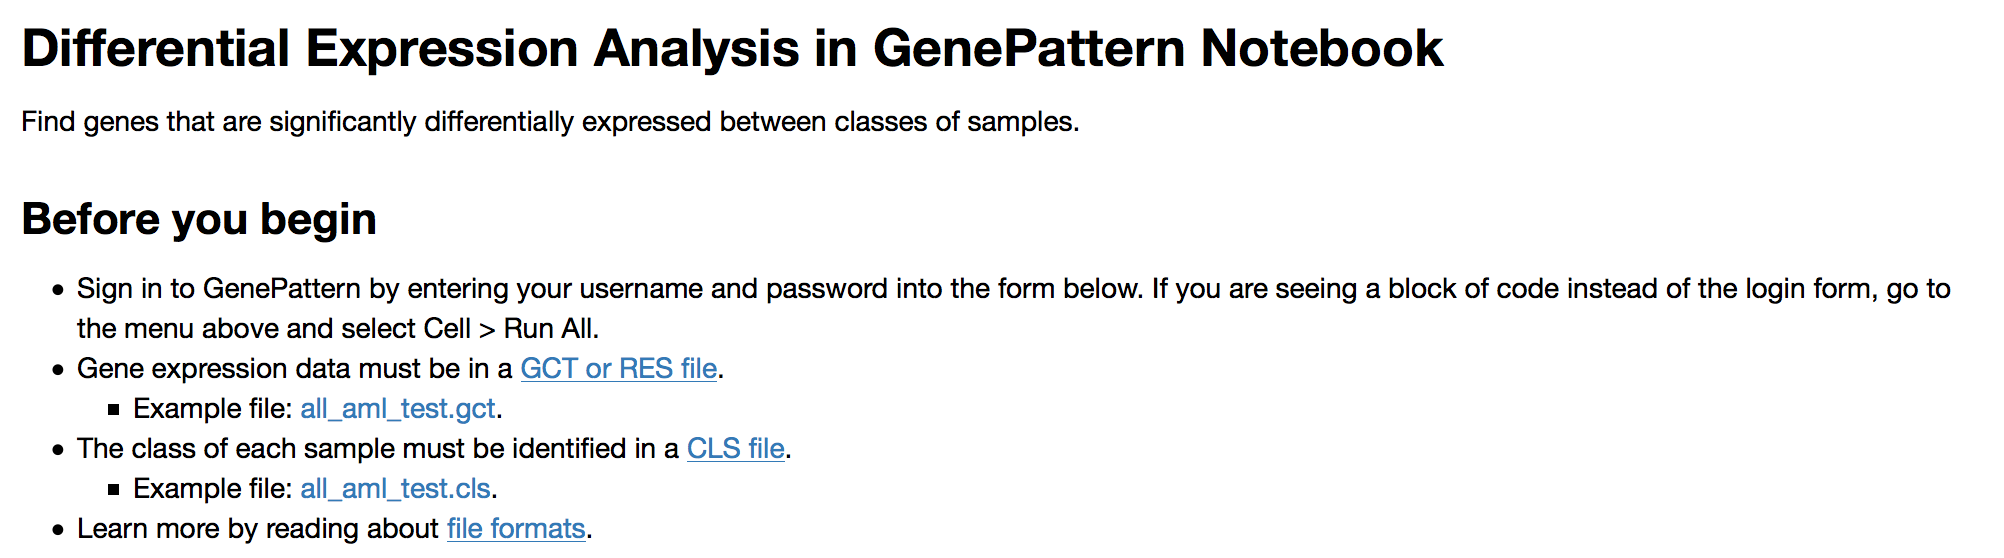 Differential Expression Analysis in GenePattern Notebook
Find genes that are significantly differentially expressed between classes of samples.
Before you begin
Sign in to GenePattern by entering your username and password into the form below. If you are seeing a block of code instead of the login form, go to
the menu above and select Cell > Run All.
Gene expression data must be in a GCT or RES file.
Example file: all_aml_test.gct.
The class of each sample must be identified in a CLS file.
Example file: all_aml_test.cls.
Learn more by reading about file formats.